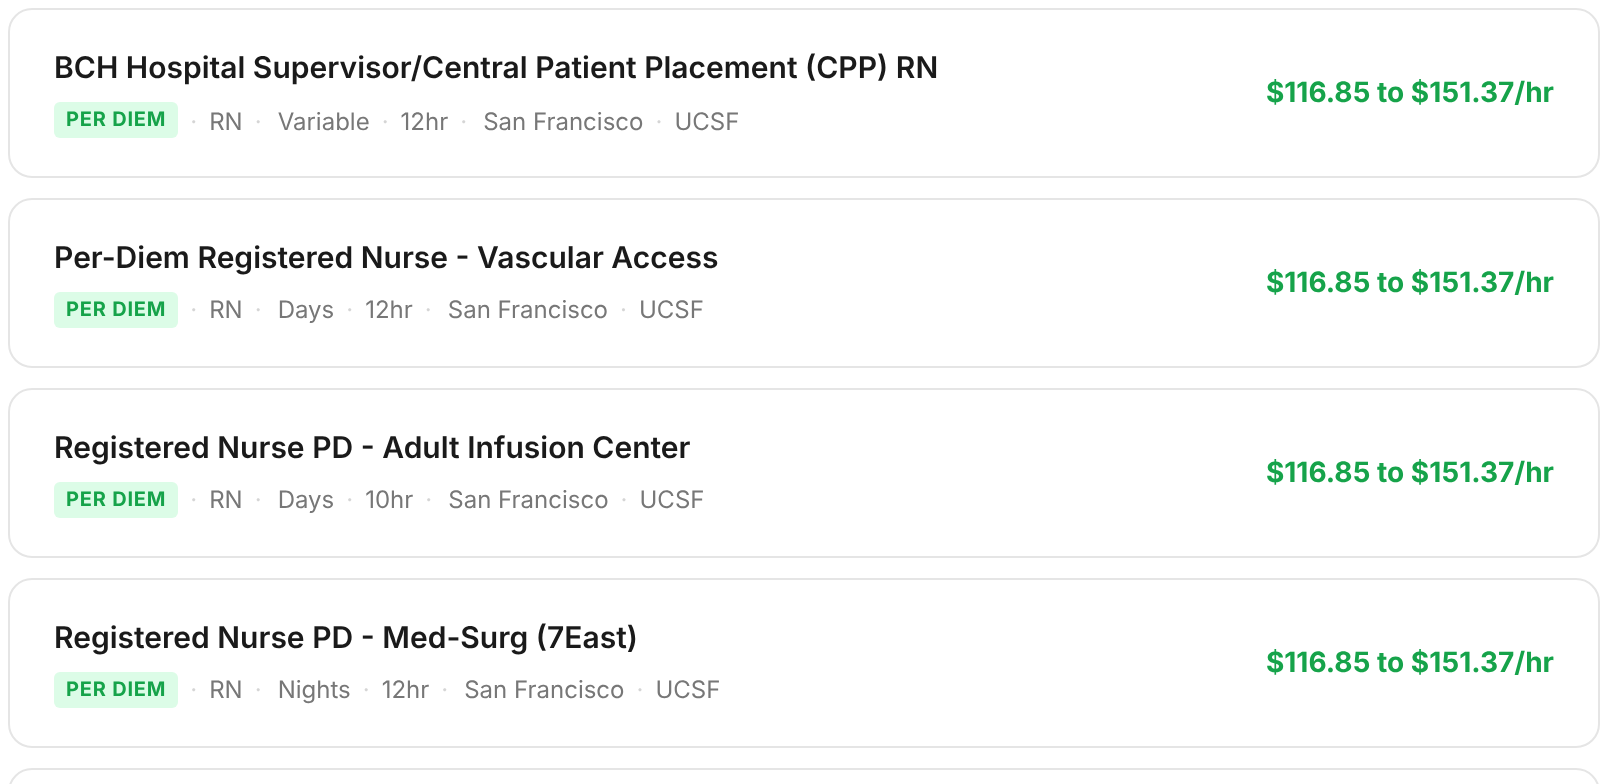 BCH Hospital Supervisor/Central Patient Placement (CPP) RN
$116.85 to $151.37/hr
PER DIEM · RN · Variable · 12hr · San Francisco · UCSF
Per-Diem Registered Nurse - Vascular Access
$116.85 to $151.37/hr
PER DIEM · RN · Days · 12hr · San Francisco · UCSF
Registered Nurse PD - Adult Infusion Center
$116.85 to $151.37/hr
PER DIEM · RN · Days · 10hr · San Francisco · UCSF
Registered Nurse PD - Med-Surg (7East)
$116.85 to $151.37/hr
PER DIEM · RN · Nights · 12hr · San Francisco · UCSF